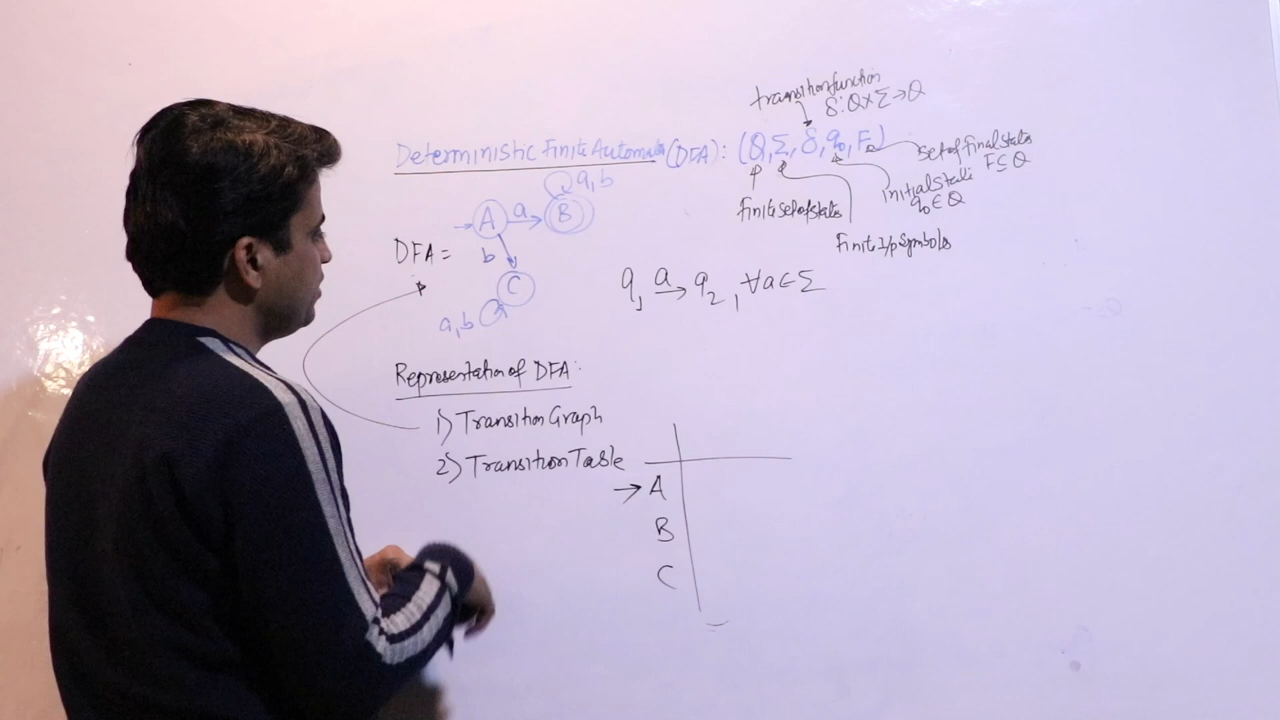 transition function
δ: Q × Σ → Q
Deterministic Finite Automata (DFA): (Q, Σ, δ, q₀, F)
set of Final states
F ⊆ Q
Initial State
q₀ ∈ Q
finite set of states
Finite I/p Symbols
a,b
A a B
DFA =
b
C
a,b
q₁ a→ q₂, ∀a∈Σ
Representation of DFA:
1) Transition Graph
2) Transition Table
→ A
B
C